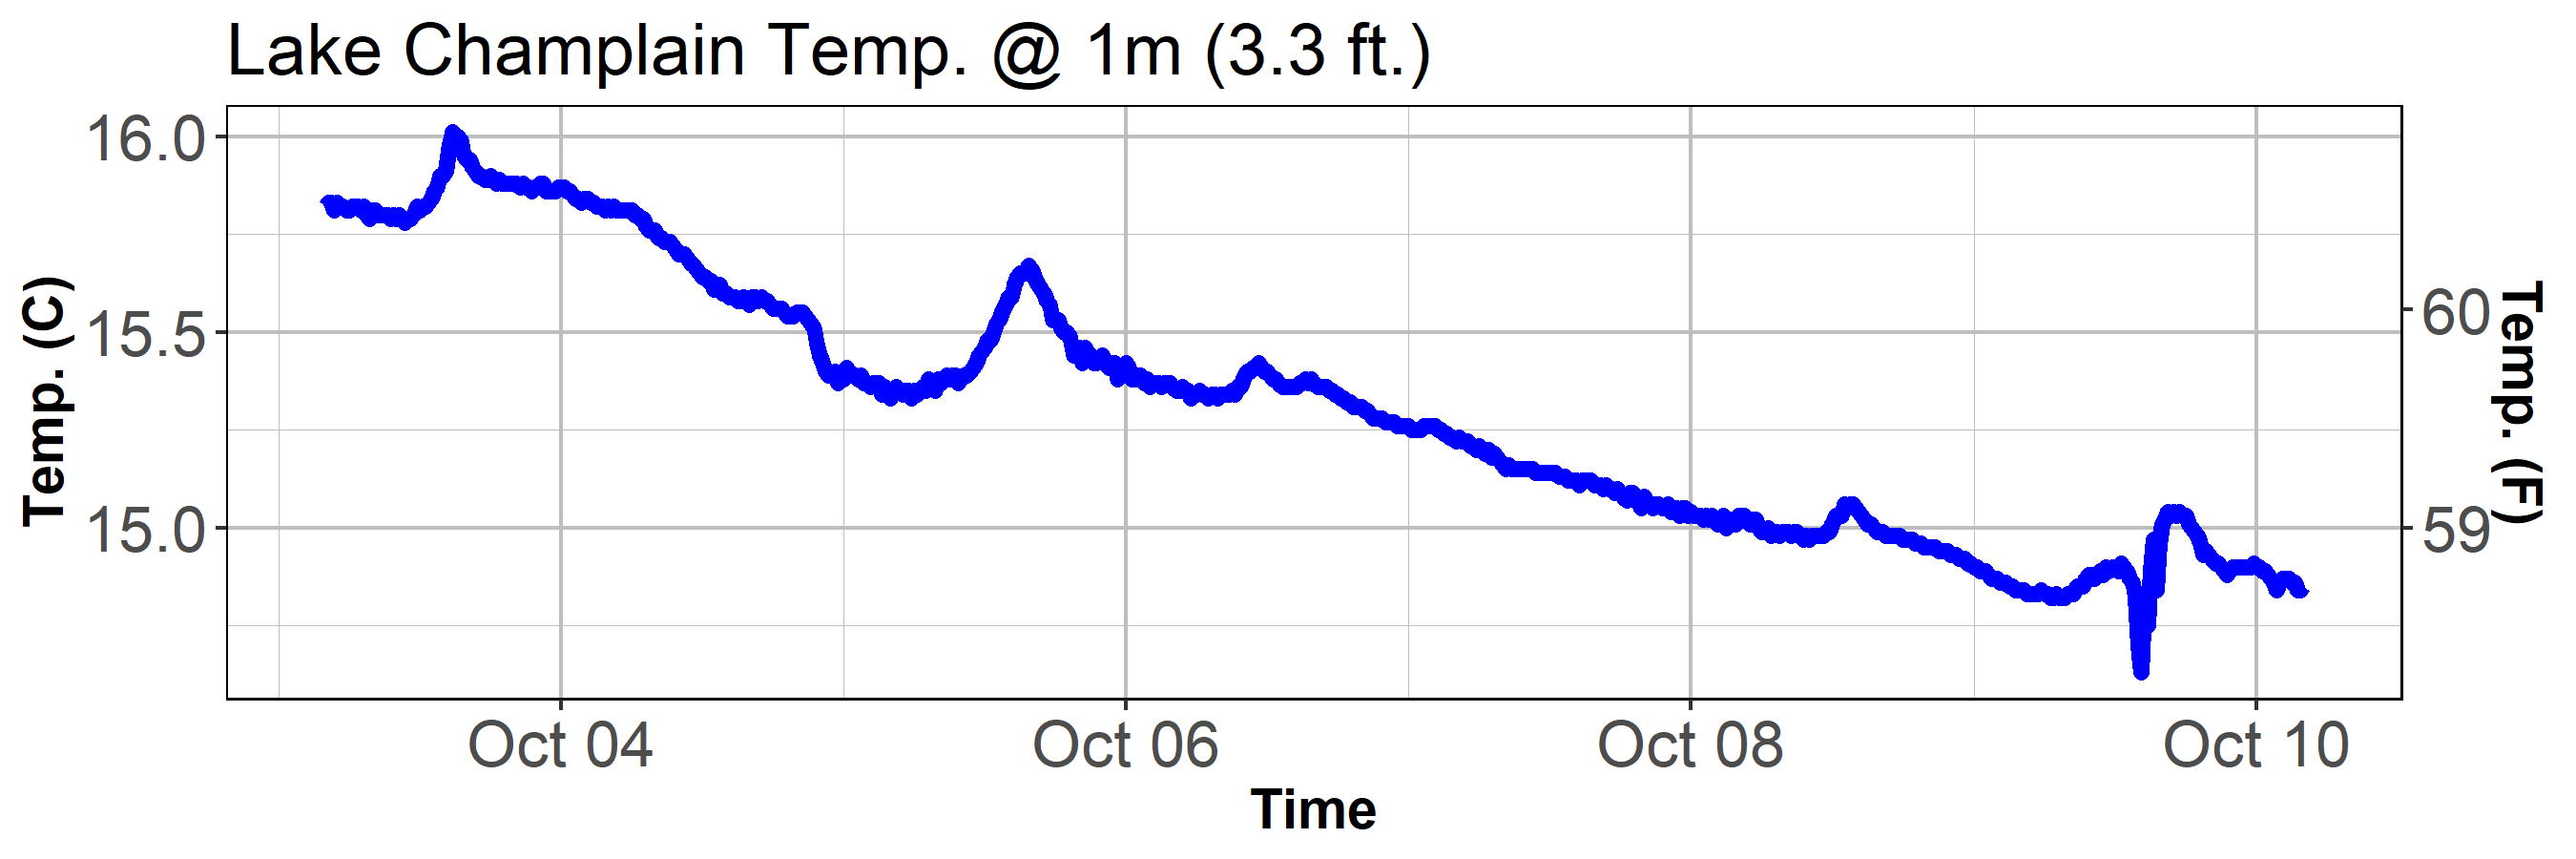 Lake Champlain Temp. @ 1m (3.3 ft.)
16.0
15.5
15.0
Temp. (C)
60
59
Temp. (F)
Oct 04
Oct 06
Oct 08
Oct 10
Time